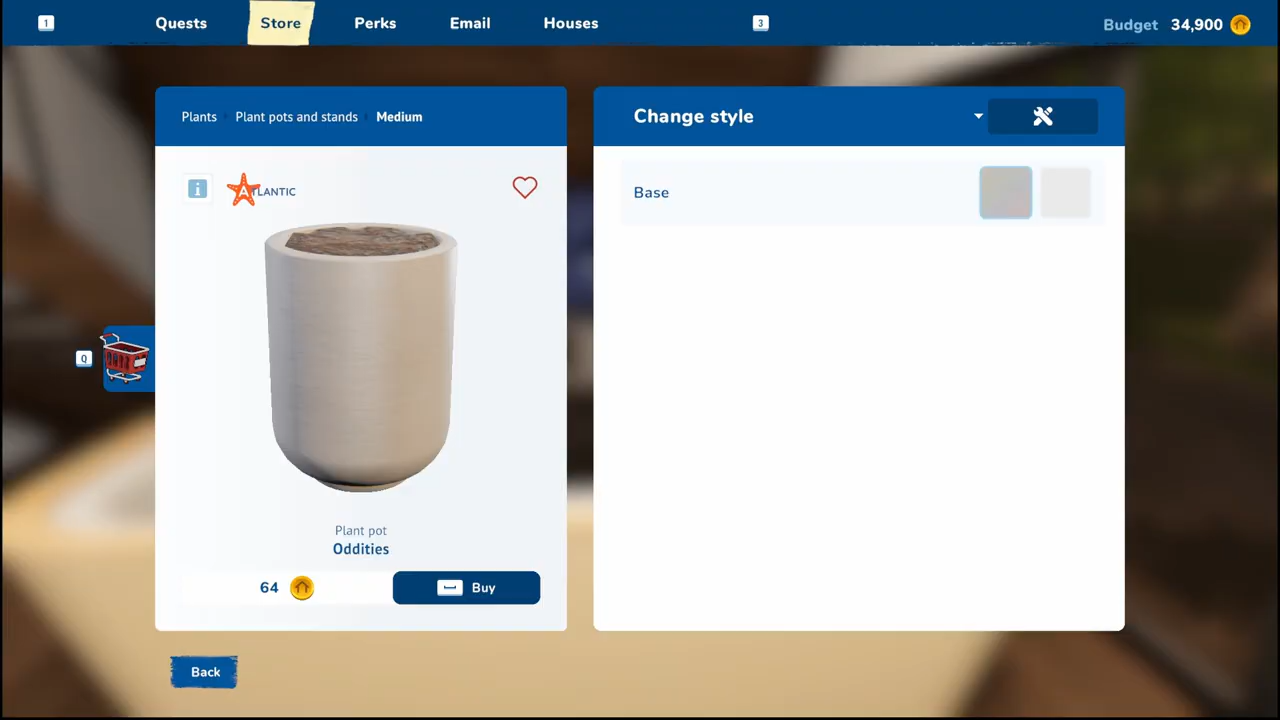 1 Quests Store Perks Email Houses 3 Budget 34,900
Plants Plant pots and stands Medium
Change style
i ATLANTIC
Base
Q
Plant pot
Oddities
64 Buy
Back